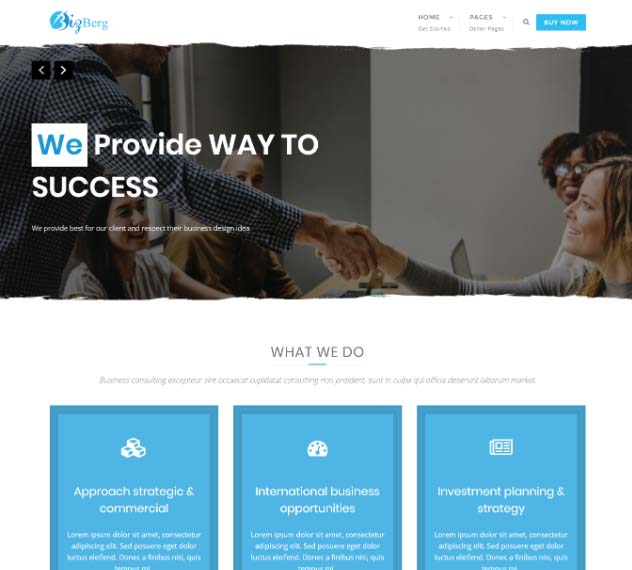 BizBerg
HOME
PAGES
BUY NOW
Get Started
Other Pages
We Provide WAY TO
SUCCESS
We provide best for our client and respect their business design idea
WHAT WE DO
Business consulting excepteur sint occaecat cupidatat consulting non proident, sunt in culpa qui officia deserunt laborum market.
Approach strategic &
commercial
Lorem ipsum dolor sit amet, consectetur
adipiscing elit. Sed posuere eget dolor
luctus eleifend. Donec a finibus nisi, quis
tempus mi
International business
opportunities
Lorem ipsum dolor sit amet, consectetur
adipiscing elit. Sed posuere eget dolor
luctus eleifend. Donec a finibus nisi, quis
tempus mi
Investment planning &
strategy
Lorem ipsum dolor sit amet, consectetur
adipiscing elit. Sed posuere eget dolor
luctus eleifend. Donec a finibus nisi, quis
tempus mi